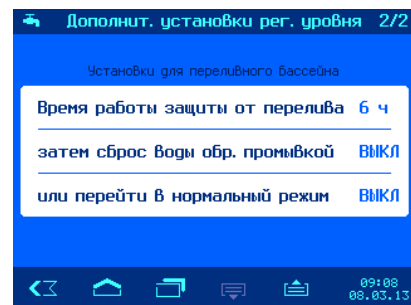 Дополнит. установки рег. уровня 2/2
Установки для переливного бассейна
Время работы защиты от перелива 6 ч
затем сброс воды обр. промывкой ВЫКЛ
или перейти в нормальный режим ВЫКЛ
09:08
08.03.13